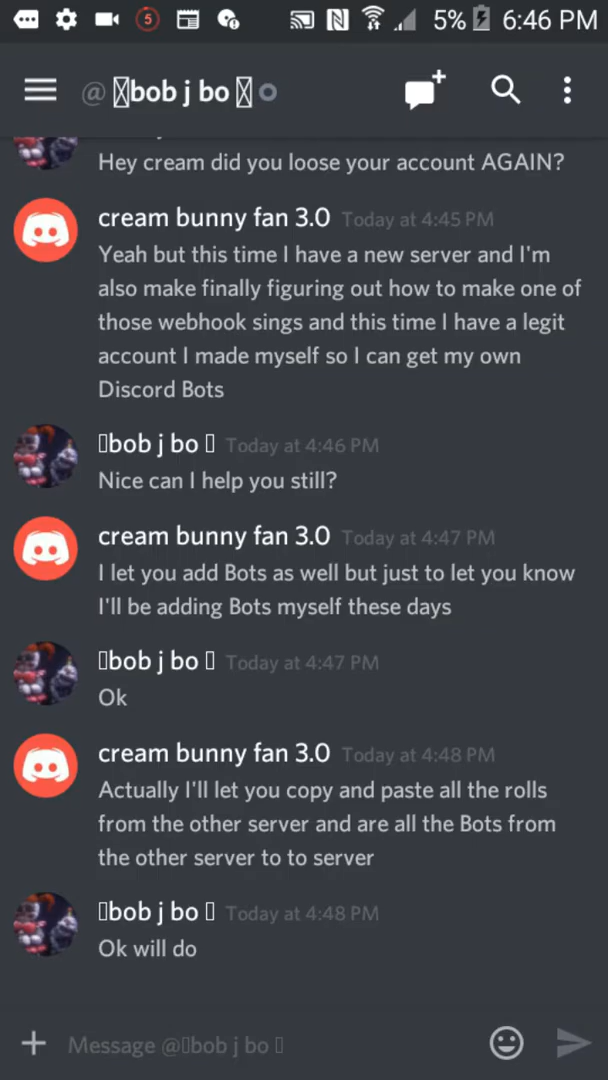 5
5% 6:46 PM
@ bob j bo
Hey cream did you loose your account AGAIN?
cream bunny fan 3.0 Today at 4:45 PM
Yeah but this time I have a new server and I'm
also make finally figuring out how to make one of
those webhook sings and this time I have a legit
account I made myself so I can get my own
Discord Bots
bob j bo Today at 4:46 PM
Nice can I help you still?
cream bunny fan 3.0 Today at 4:47 PM
I let you add Bots as well but just to let you know
I'll be adding Bots myself these days
bob j bo Today at 4:47 PM
Ok
cream bunny fan 3.0 Today at 4:48 PM
Actually I'll let you copy and paste all the rolls
from the other server and are all the Bots from
the other server to to server
bob j bo Today at 4:48 PM
Ok will do
Message @bob j bo